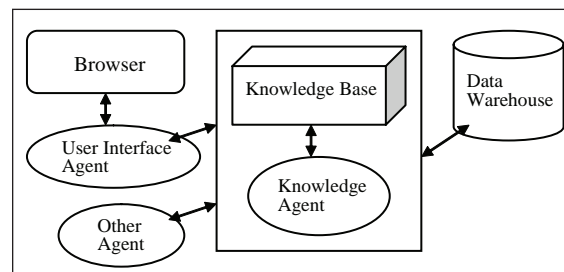 Browser
User Interface
Agent
Other
Agent
Knowledge Base
Knowledge
Agent
Data
Warehouse